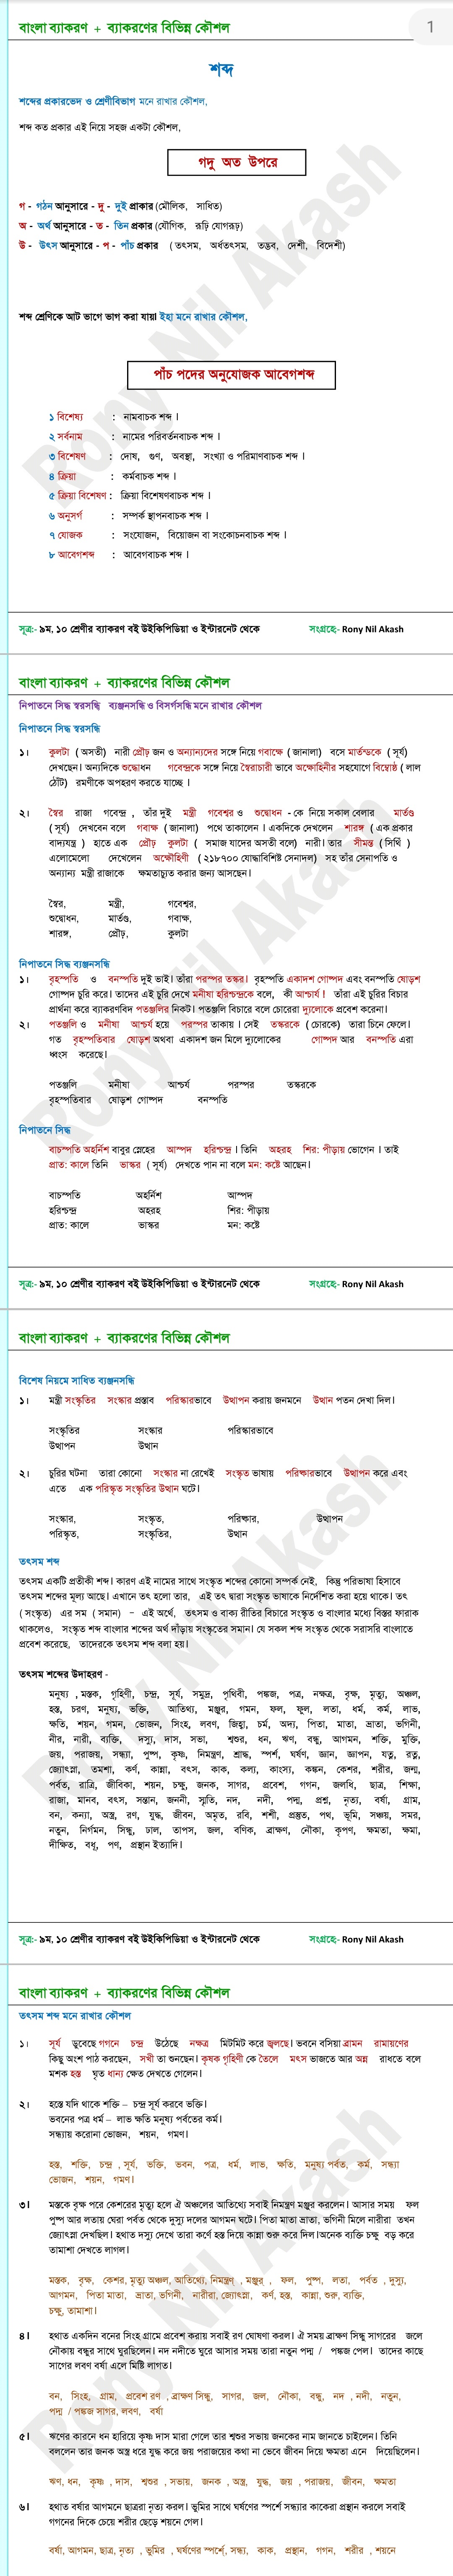 বাংলা ব্যাকরণ + ব্যাকরণের বিভিন্ন কৌশল
1
শব্দ
শব্দের প্রকারভেদ ও শ্রেণীবিভাগ মনে রাখার কৌশল,
শব্দ কত প্রকার এই নিয়ে সহজ একটা কৌশল,
গদু অত উপরে
গ - গঠন আনুসারে - দু - দুই প্রাকার (মৌলিক, সাধিত)
অ - অর্থ আনুসারে - ত - তিন প্রকার (যৌগিক, রূঢ়ি যোগরূঢ়)
উ - উৎস আনুসারে - প - পাঁচ প্রকার ( তৎসম, অর্ধতৎসম, তদ্ভব, দেশী, বিদেশী)
শব্দ শ্রেণিকে আট ভাগে ভাগ করা যায়। ইহা মনে রাখার কৌশল,
পাঁচ পদের অনুযোজক আবেগশব্দ
১ বিশেষ্য : নামবাচক শব্দ ।
২ সর্বনাম : নামের পরিবর্তনবাচক শব্দ ।
৩ বিশেষণ : দোষ, গুণ, অবস্থা, সংখ্যা ও পরিমাণবাচক শব্দ ।
৪ ক্রিয়া : কর্মবাচক শব্দ ।
৫ ক্রিয়া বিশেষণ : ক্রিয়া বিশেষণবাচক শব্দ ।
৬ অনুসর্গ : সম্পর্ক স্থাপনবাচক শব্দ ।
৭ যোজক : সংযোজন, বিয়োজন বা সংকোচনবাচক শব্দ ।
৮ আবেগশব্দ : আবেগবাচক শব্দ ।
সূত্র:- ৯ম, ১০ শ্রেণীর ব্যাকরণ বই উইকিপিডিয়া ও ইন্টারনেট থেকে সংগ্রহে:- Rony Nil Akash
বাংলা ব্যাকরণ + ব্যাকরণের বিভিন্ন কৌশল
নিপাতনে সিদ্ধ স্বরসন্ধি ব্যঞ্জনসন্ধি ও বিসর্গসন্ধি মনে রাখার কৌশল
নিপাতনে সিদ্ধ স্বরসন্ধি
১। কুলটা ( অসতী) নারী প্রৌঢ় জন ও অন্যান্যদের সঙ্গে নিয়ে গবাক্ষে ( জানালা) বসে মার্তন্ডকে ( সূর্য)
দেখছেন। অন্যদিকে শুদ্ধোধন গবেন্দ্রকে সঙ্গে নিয়ে স্বৈরাচারী ভাবে অক্ষোহিনীর সহযোগে বিম্বোষ্ঠ ( লাল
ঠোঁট) রমণীকে অপহরণ করতে যাচ্ছে ।
২। স্বৈর রাজা গবেন্দ্র , তাঁর দুই মন্ত্রী গবেশ্বর ও শুদ্বোধন - কে নিয়ে সকাল বেলার মার্তণ্ড
(সূর্য) দেখবেন বলে গবাক্ষ (জানালা) পথে তাকালেন । একদিকে দেখলেন শারঙ্গ ( এক প্রকার
বাদ্যযন্ত্র ) হাতে এক প্রৌঢ় কুলটা ( সমাজ যাদের অসতী বলে) নারী। তার সীমন্ত ( সিথিঁ )
এলোমেলো দেখেলেন অক্ষৌহিণী ( ২১৮৭০০ যোদ্ধাবিশিষ্ট সেনাদল) সহ তাঁর সেনাপতি ও
অন্যান্য মন্ত্রী রাজাকে ক্ষমতাচ্যুত করার জন্য আসছেন।
স্বৈর, মন্ত্রী, গবেশ্বর,
শুদ্বোধন, মার্তণ্ড, গবাক্ষ,
শারঙ্গ, প্রৌঢ়, কুলটা
নিপাতনে সিদ্ধ ব্যঞ্জনসন্ধি
১। বৃহস্পতি ও বনস্পতি দুই ভাই। তাঁরা পরস্পর তস্কর। বৃহস্পতি একাদশ গোষ্পদ এবং বনস্পতি ষোড়শ
গোষ্পদ চুরি করে। তাদের এই চুরি দেখে মনীষা হরিশ্চন্দ্রকে বলে, কী আশ্চার্য ! তাঁরা এই চুরির বিচার
প্রার্থনা করে ব্যাকরণবিদ পতঞ্জলির নিকট। পতঞ্জলি বিচারে বলে চোরেরা দ্যুলোকে প্রবেশ করেনা।
২। পতঞ্জলি ও মনীষা আশ্চর্য হয়ে পরস্পর তাকায় । সেই তস্করকে ( চোরকে) তারা চিনে ফেলে।
গত বৃহস্পতিবার ষোড়শ অথবা একাদশ জন মিলে দ্যুলোকের গোষ্পদ আর বনস্পতি এরা
ধ্বংস করেছে।
পতঞ্জলি মনীষা আশ্চর্য পরস্পর তস্করকে
বৃহস্পতিবার ষোড়শ গোষ্পদ বনস্পতি
নিপাতনে সিদ্ধ
বাচস্পতি অহর্নিশ বাবুর স্নেহের আস্পদ হরিশ্চন্দ্র । তিনি অহরহ শির: পীড়ায় ভোগেন । তাই
প্রাত: কালে তিনি ভাস্কর ( সূর্য) দেখতে পান না বলে মন: কষ্টে আছেন।
বাচস্পতি অহর্নিশ আস্পদ
হরিশ্চন্দ্র অহরহ শির: পীড়ায়
প্রাত: কালে ভাস্কর মন: কষ্টে
সূত্র:- ৯ম, ১০ শ্রেণীর ব্যাকরণ বই উইকিপিডিয়া ও ইন্টারনেট থেকে সংগ্রহে:- Rony Nil Akash
বাংলা ব্যাকরণ + ব্যাকরণের বিভিন্ন কৌশল
বিশেষ নিয়মে সাধিত ব্যঞ্জনসন্ধি
১। মন্ত্রী সংস্কৃতির সংস্কার প্রস্তাব পরিস্কারভাবে উত্থাপন করায় জনমনে উত্থান পতন দেখা দিল।
সংস্কৃতির সংস্কার পরিস্কারভাবে
উত্থাপন উত্থান
২। চুরির ঘটনা তারা কোনো সংস্কার না রেখেই সংস্কৃত ভাষায় পরিষ্কারভাবে উত্থাপন করে এবং
এতে এক পরিস্কৃত সংস্কৃতির উত্থান ঘটে।
সংস্কার, সংস্কৃত, পরিষ্কার, উত্থাপন
পরিস্কৃত, সংস্কৃতির, উত্থান
তৎসম শব্দ
তৎসম একটি প্রতীকী শব্দ। কারণ এই নামের সাথে সংস্কৃত শব্দের কোনো সম্পর্ক নেই, কিন্তু পরিভাষা হিসাবে
তৎসম শব্দের মূল্য আছে। এখানে তৎ হলো তার, এই তৎ দ্বারা সংস্কৃত ভাষাকে নির্দেশিত করা হয়ে থাকে। তৎ
( সংস্কৃত) এর সম ( সমান) – এই অর্থে, তৎসম ও বাক্য রীতির বিচারে সংস্কৃত ও বাংলার মধ্যে বিস্তর ফারাক
থাকলেও, সংস্কৃত শব্দ বাংলার শব্দের অর্থ দাঁড়ায় সংস্কৃতের সমান। যে সকল শব্দ সংস্কৃত থেকে সরাসরি বাংলাতে
প্রবেশ করেছে, তাদেরকে তৎসম শব্দ বলা হয়।
তৎসম শব্দের উদাহরণ -
মনুষ্য , মস্তক, গৃহিণী, চন্দ্র, সূর্য, সমুদ্র, পৃথিবী, পঙ্কজ, পত্র, নক্ষত্র, বৃক্ষ, মৃত্যু, অঞ্চল,
হস্ত, চরণ, মনুষ্য, ভক্তি, আতিথ্য, মঞ্জুর, গমন, ফল, ফুল, লতা, ধর্ম, কর্ম, লাভ,
ক্ষতি, শয়ন, গমন, ভোজন, সিংহ, লবণ, জিহ্বা, চর্ম, অদ্য, পিতা, মাতা, ভ্রাতা, ভগিনী,
নীর, নারী, ব্যক্তি, দস্যু, দাস, সভা, শ্বশুর, ধন, ঋণ, বন্ধু, আগমন, শক্তি, মুক্তি,
জয়, পরাজয়, সন্ধ্যা, পুষ্প, কৃষ্ণ, নিমন্ত্রণ, শ্রাদ্ধ, স্পর্শ, ঘর্ষণ, জ্ঞান, জ্ঞাপন, যত্ন, রত্ন,
জ্যোৎস্না, তমশা, কর্ণ, কান্না, বৎস, কাক, কল্য, কাংস্য, কঙ্কন, কেশর, শরীর, জন্ম,
পর্বত, রাত্রি, জীবিকা, শয়ন, চক্ষু, জনক, সাগর, প্রবেশ, গগন, জলধি, ছাত্র, শিক্ষা,
রাজা, মানব, বৎস, সন্তান, জননী, স্মৃতি, নদ, নদী, পদ্ম, প্রশ্ন, নৃত্য, বর্ষা, গ্রাম,
বন, কন্যা, অস্ত্র, রণ, যুদ্ধ, জীবন, অমৃত, রবি, শশী, প্রস্তুত, পথ, ভূমি, সঞ্চয়, সমর,
নতুন, নির্গমন, সিন্ধু, ঢাল, তাপস, জল, বণিক, ব্রাক্ষণ, নৌকা, কৃপণ, ক্ষমতা, ক্ষমা,
দীক্ষিত, বধূ, পণ, প্রস্থান ইত্যাদি।
সূত্র:- ৯ম, ১০ শ্রেণীর ব্যাকরণ বই উইকিপিডিয়া ও ইন্টারনেট থেকে সংগ্রহে:- Rony Nil Akash
বাংলা ব্যাকরণ + ব্যাকরণের বিভিন্ন কৌশল
তৎসম শব্দ মনে রাখার কৌশল
১। সূর্য ডুবেছে গগনে চন্দ্র উঠেছে নক্ষত্র মিটমিট করে জ্বলছে। ভবনে বসিয়া ব্রামন রামায়ণের
কিছু অংশ পাঠ করছেন, সখী তা শুনছেন। কৃষক গৃহিণী কে তৈলে মৎস ভাজতে আর অন্ন রাধতে বলে
মশক হস্ত ঘৃত ধান্য ক্ষেত দেখতে গেলেন।
২। হস্তে যদি থাকে শক্তি – চন্দ্র সূর্য করবে ভক্তি।
ভবনের পত্র ধর্ম – লাভ ক্ষতি মনুষ্য পর্বতের কর্ম।
সন্ধ্যায় করোনা ভোজন, শয়ন, গমণ।
হস্ত, শক্তি, চন্দ্র , সূর্য, ভক্তি, ভবন, পত্র, ধর্ম, লাভ, ক্ষতি, মনুষ্য পর্বত, কর্ম, সন্ধ্যা
ভোজন, শয়ন, গমণ।
৩। মস্তকে বৃক্ষ পরে কেশরের মৃত্যু হলে ঐ অঞ্চলের আতিথ্যে সবাই নিমন্ত্রণ মঞ্জুর করলেন। আসার সময় ফল
পুষ্প আর লতায় ঘেরা পর্বত থেকে দুস্যু দলের আগমন ঘটে। পিতা মাতা ভ্রাতা, ভগিনী মিলে নারীরা তখন
জ্যোৎস্না দেখছিল। হথাত দস্যু দেখে তারা কর্ণে হস্ত দিয়ে কান্না শুরু করে দিল।অনেক ব্যাক্তি চক্ষু বড় করে
তামাশা দেখতে লাগল।
মস্তক, বৃক্ষ, কেশর, মৃত্যু অঞ্চল, আতিথ্যে, নিমন্ত্রণ , মঞ্জুর , ফল, পুষ্প, লতা, পর্বত , দুস্যু,
আগমন, পিতা মাতা, ভ্রাতা, ভগিনী, নারীরা, জ্যোৎস্না, কর্ণ, হস্ত, কান্না, শুরু, ব্যক্তি,
চক্ষু, তামাশা।
৪। হথাত একদিন বনের সিংহ গ্রামে প্রবেশ করায় সবাই রণ ঘোষণা করল। ঐ সময় ব্রাক্ষণ সিন্ধু সাগরের জলে
নৌকায় বন্ধুর সাথে ঘুরছিলেন। নদ নদীতে ঘুরে আসার সময় তারা নতুন পদ্ম / পঙ্কজ পেল। তাদের কাছে
সাগের লবণ বর্ষা এলে মিষ্টি লাগত।
বন, সিংহ, গ্রাম, প্রবেশ রণ , ব্রাক্ষণ সিন্ধু, সাগর, জল, নৌকা, বন্ধু, নদ , নদী, নতুন,
পদ্ম / পঙ্কজ সাগর, লবণ, বর্ষা
৫। ঋণের কারনে ধন হারিয়ে কৃষ্ণ দাস মারা গেলে তার শ্বশুর সভায় জনকের নাম জানতে চাইলেন। তিনি
বললেন তার জনক অস্ত্র ধরে যুদ্ধ করে জয় পরাজয়ের কথা না ভেবে জীবন দিয়ে ক্ষমতা এনে দিয়েছিলেন।
ঋণ, ধন, কৃষ্ণ , দাস, শ্বশুর , সভায়, জনক , অস্ত্র, যুদ্ধ, জয় , পরাজয়, জীবন, ক্ষমতা
৬। হথাত বর্ষার আগমনে ছাত্ররা নৃত্য করল। ভূমির সাথে ঘর্ষণের স্পর্শে সন্ধ্যার কাকেরা প্রস্থান করলে সবাই
গগনের দিকে চেয়ে শরীর ছেড়ে শয়নে গেল।
বর্ষা, আগমন, ছাত্র, নৃত্য , ভূমির , ঘর্ষণের স্পর্শে, সন্ধ্য, কাক, প্রস্থান, গগন, শরীর , শয়নে